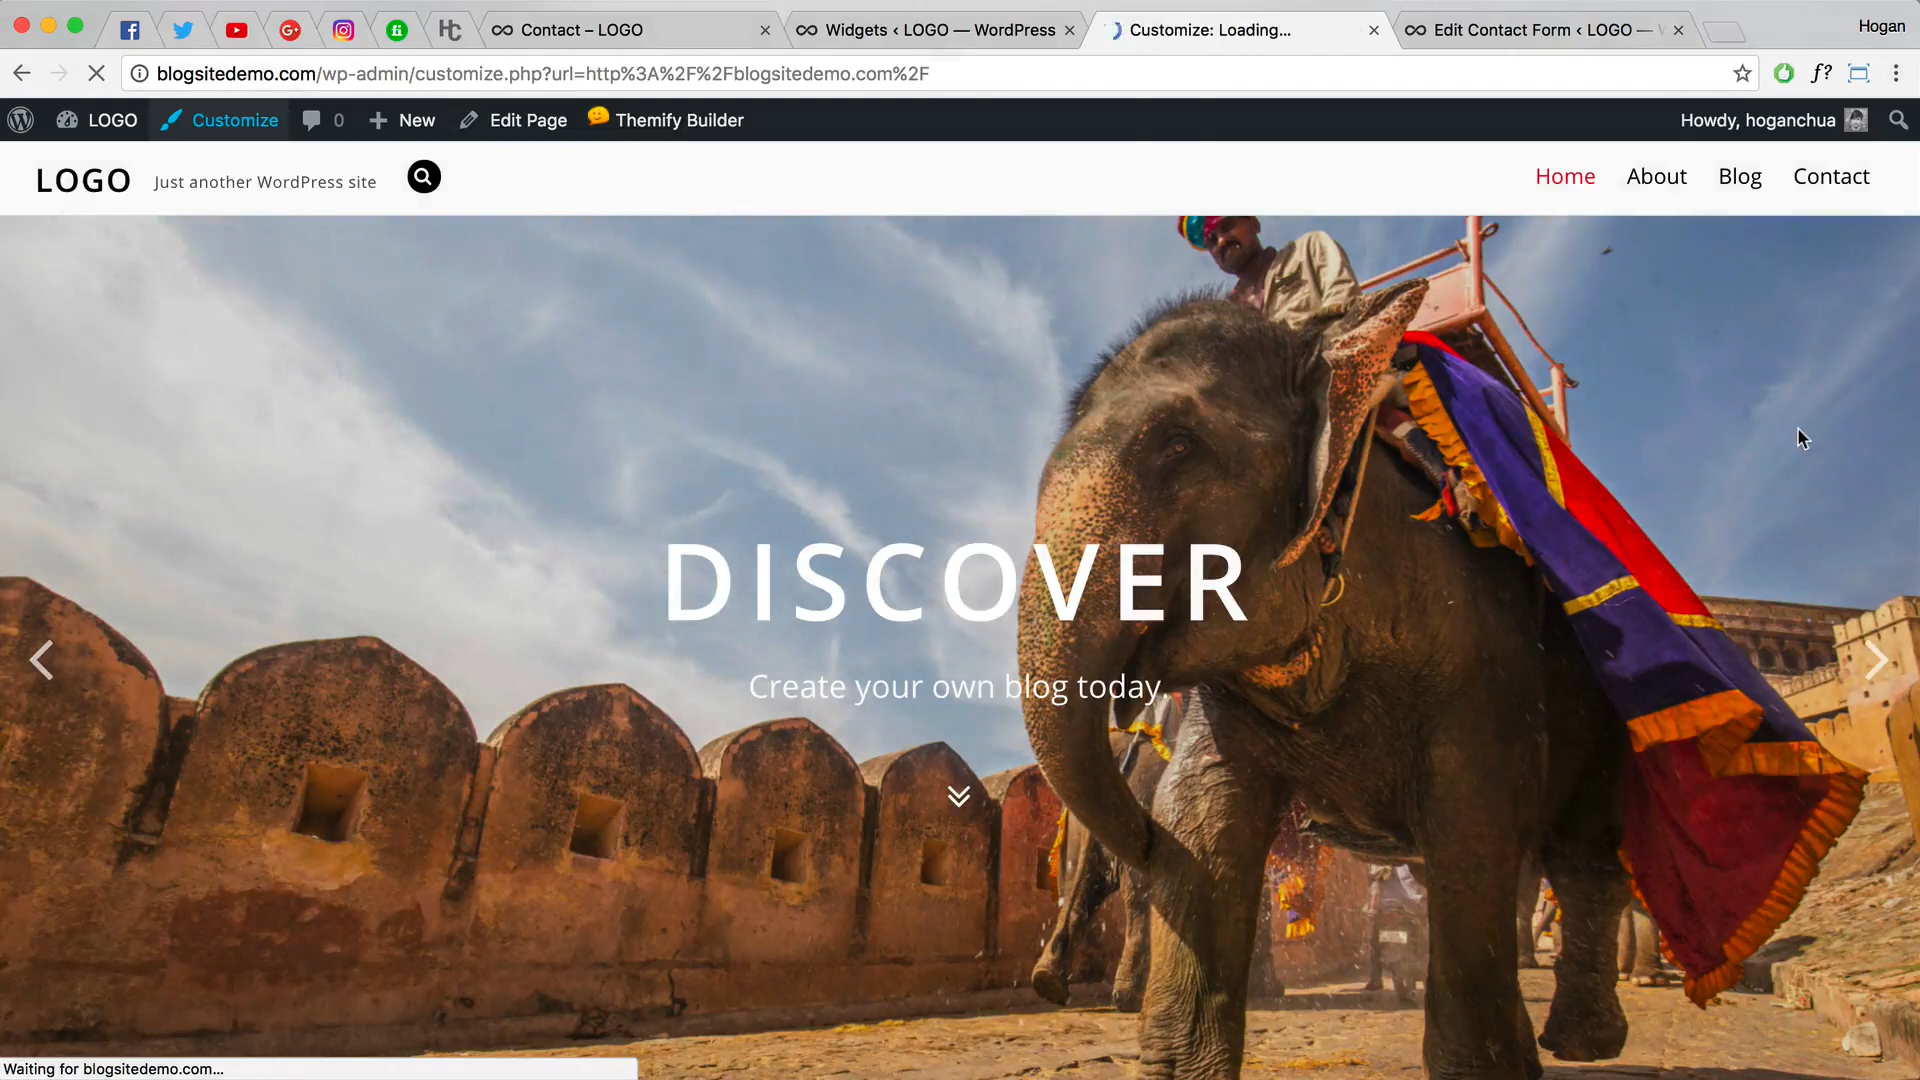 Contact – LOGO
Widgets ‹ LOGO — WordPress
Customize: Loading...
Edit Contact Form ‹ LOGO —
Hogan
blogsitedemo.com/wp-admin/customize.php?url=http%3A%2F%2Fblogsitedemo.com%2F
f?
LOGO
Customize
0
New
Edit Page
Themify Builder
Howdy, hoganchua
LOGO
Just another WordPress site
Home
About
Blog
Contact
DISCOVER
Create your own blog today.
Waiting for blogsitedemo.com...